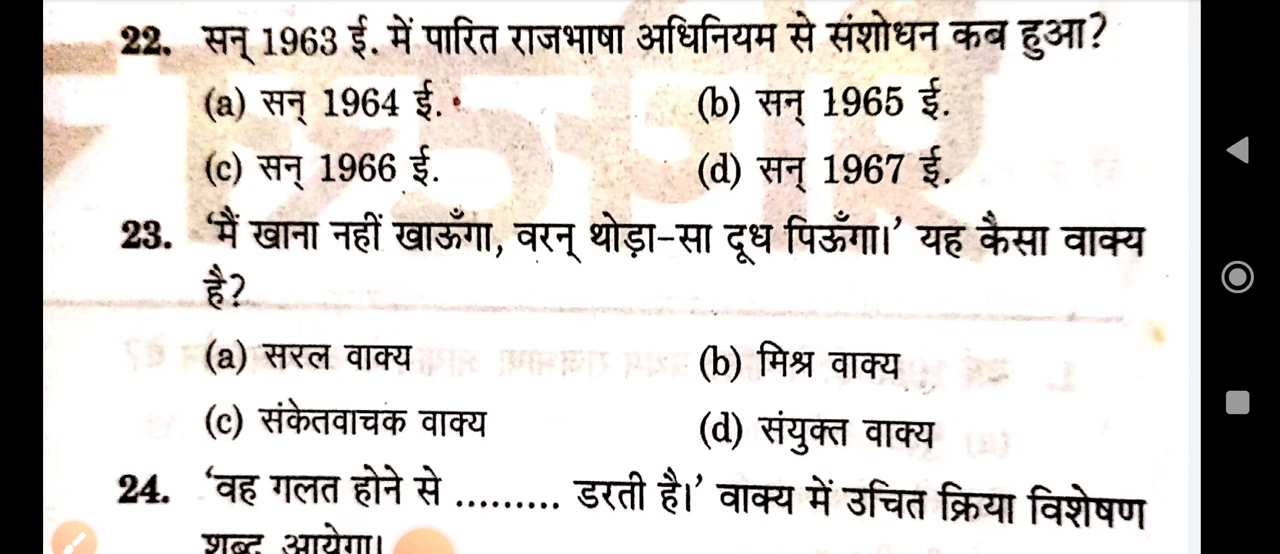 22. सन् 1963 ई. में पारित राजभाषा अधिनियम से संशोधन कब हुआ?
(a) सन् 1964 ई. (b) सन् 1965 ई.
(c) सन् 1966 ई. (d) सन् 1967 ई.
23. 'मैं खाना नहीं खाऊँगा, वरन् थोड़ा-सा दूध पिऊँगा।' यह कैसा वाक्य
है?
(a) सरल वाक्य (b) मिश्र वाक्य
(c) संकेतवाचक वाक्य (d) संयुक्त वाक्य
24. 'वह गलत होने से ......... डरती है।' वाक्य में उचित क्रिया विशेषण
शब्द आयेगा।